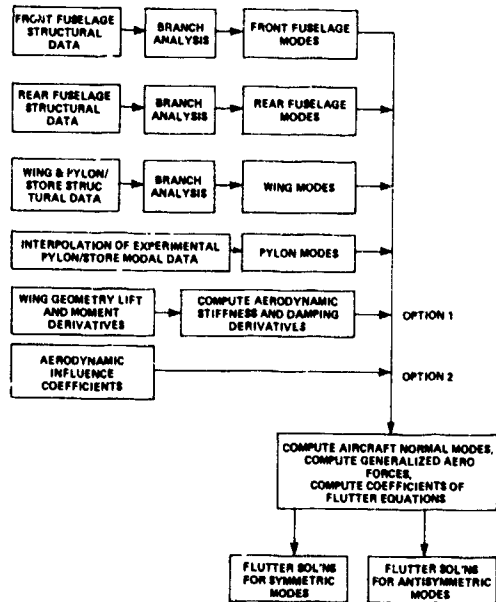 FRONT FUSELAGE
STRUCTURAL
DATA
BRANCH
ANALYSIS
FRONT FUSELAGE
MODES
REAR FUSELAGE
STRUCTURAL
DATA
BRANCH
ANALYSIS
REAR FUSELAGE
MODES
WING & PYLON/
STORE STRUC-
TURAL DATA
BRANCH
ANALYSIS
WING MODES
INTERPOLATION OF EXPERIMENTAL
PYLON/STORE MODAL DATA
PYLON MODES
WING GEOMETRY LIFT
AND MOMENT
DERIVATIVES
COMPUTE AERODYNAMIC
STIFFNESS AND DAMPING
DERIVATIVES
OPTION 1
AERODYNAMIC
INFLUENCE
COEFFICIENTS
OPTION 2
COMPUTE AIRCRAFT NORMAL MODES,
COMPUTE GENERALIZED AERO
FORCES,
COMPUTE COEFFICIENTS OF
FLUTTER EQUATIONS
FLUTTER SOL'NS
FOR SYMMETRIC
MODES
FLUTTER SOL'NS
FOR ANTISYMMETRIC
MODES